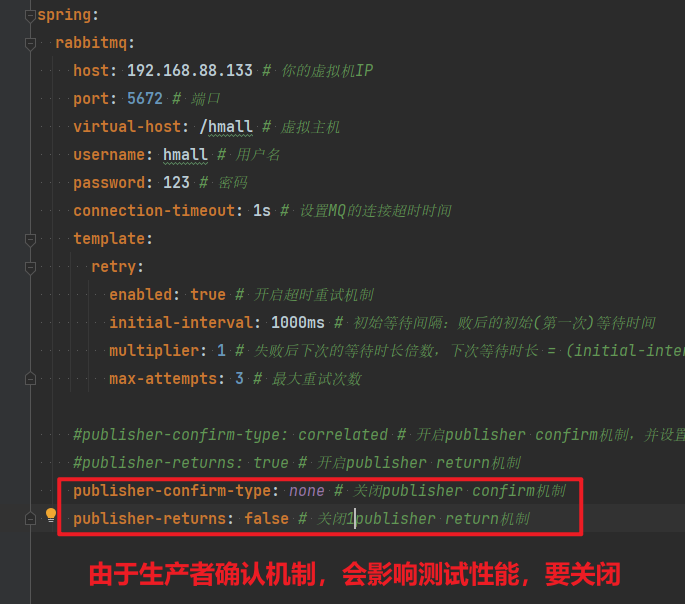 spring:
rabbitmq:
host: 192.168.88.133 # 你的虚拟机IP
port: 5672 # 端口
virtual-host: /hmall # 虚拟主机
username: hmall # 用户名
password: 123 # 密码
connection-timeout: 1s # 设置MQ的连接超时时间
template:
retry:
enabled: true # 开启超时重试机制
initial-interval: 1000ms # 初始等待间隔：败后的初始(第一次)等待时间
multiplier: 1 # 失败后下次的等待时长倍数，下次等待时长 = (initial-inter
max-attempts: 3 # 最大重试次数
#publisher-confirm-type: correlated # 开启publisher confirm机制，并设置
#publisher-returns: true # 开启publisher return机制
publisher-confirm-type: none # 关闭publisher confirm机制
publisher-returns: false # 关闭1publisher return机制
由于生产者确认机制，会影响测试性能，要关闭